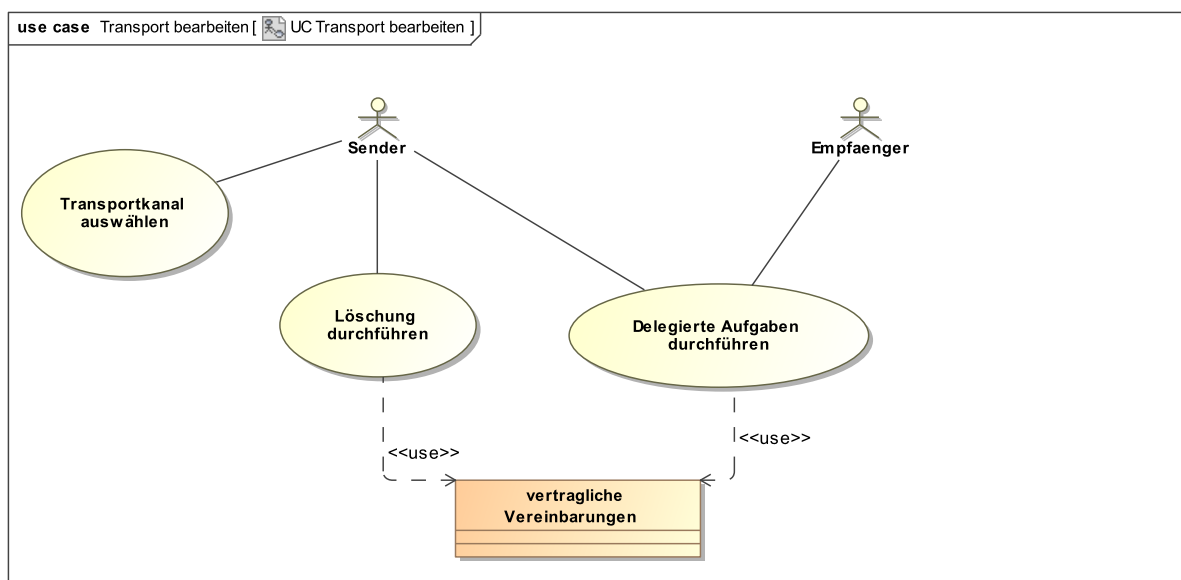 use case Transport bearbeiten [ UC Transport bearbeiten ]
Sender
Empfaenger
Transportkanal
auswählen
Löschung
durchführen
Delegierte Aufgaben
durchführen
<<use>>
<<use>>
vertragliche
Vereinbarungen